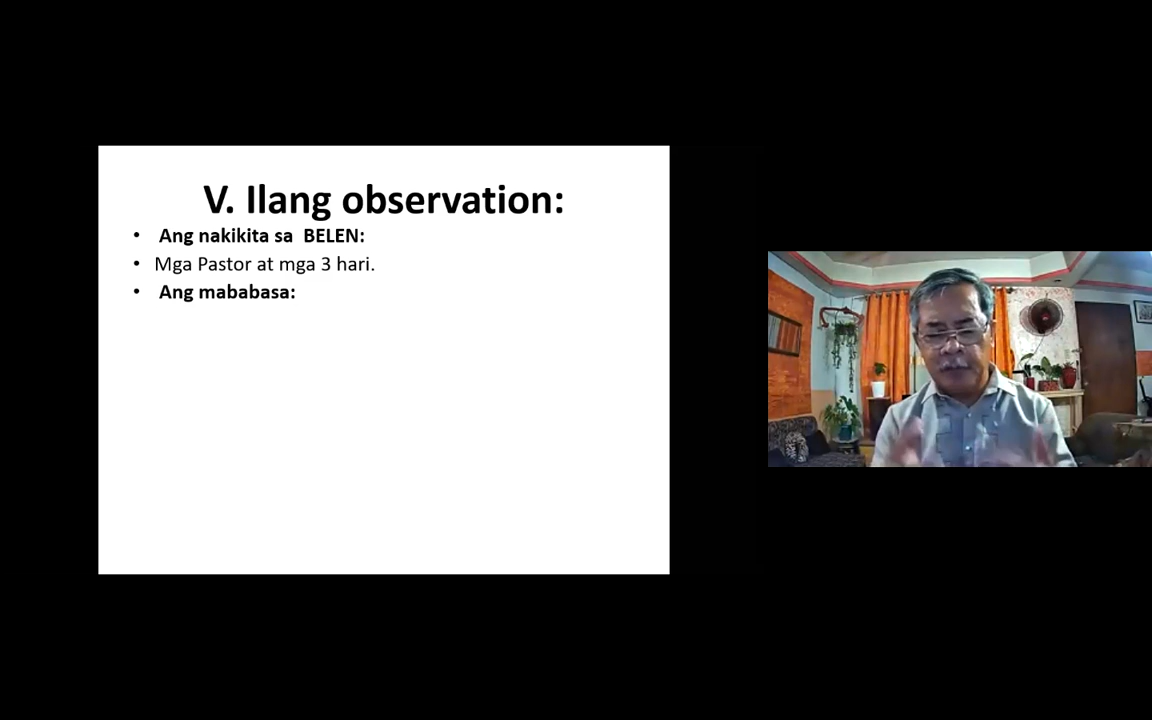 V. Ilang observation:
• Ang nakikita sa BELEN:
• Mga Pastor at mga 3 hari.
• Ang mababasa: